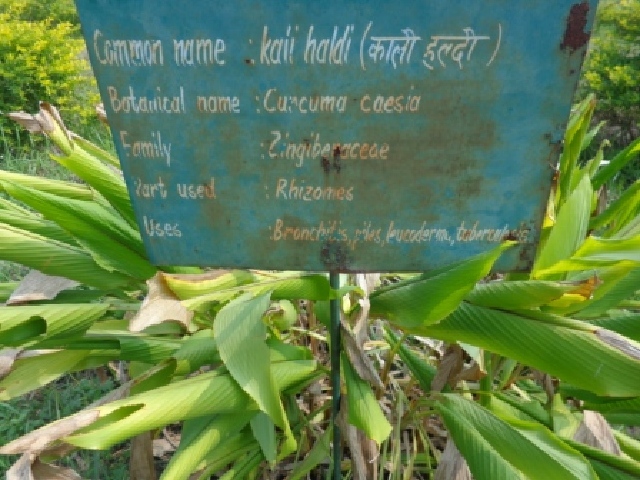 Common name : kali haldi (काली हल्दी)
Botanical name : Curcuma caesia
Family : Zingiberaceae
Part used : Rhizomes
Uses : Bronchitis, piles, leucoderma, tuberculosis